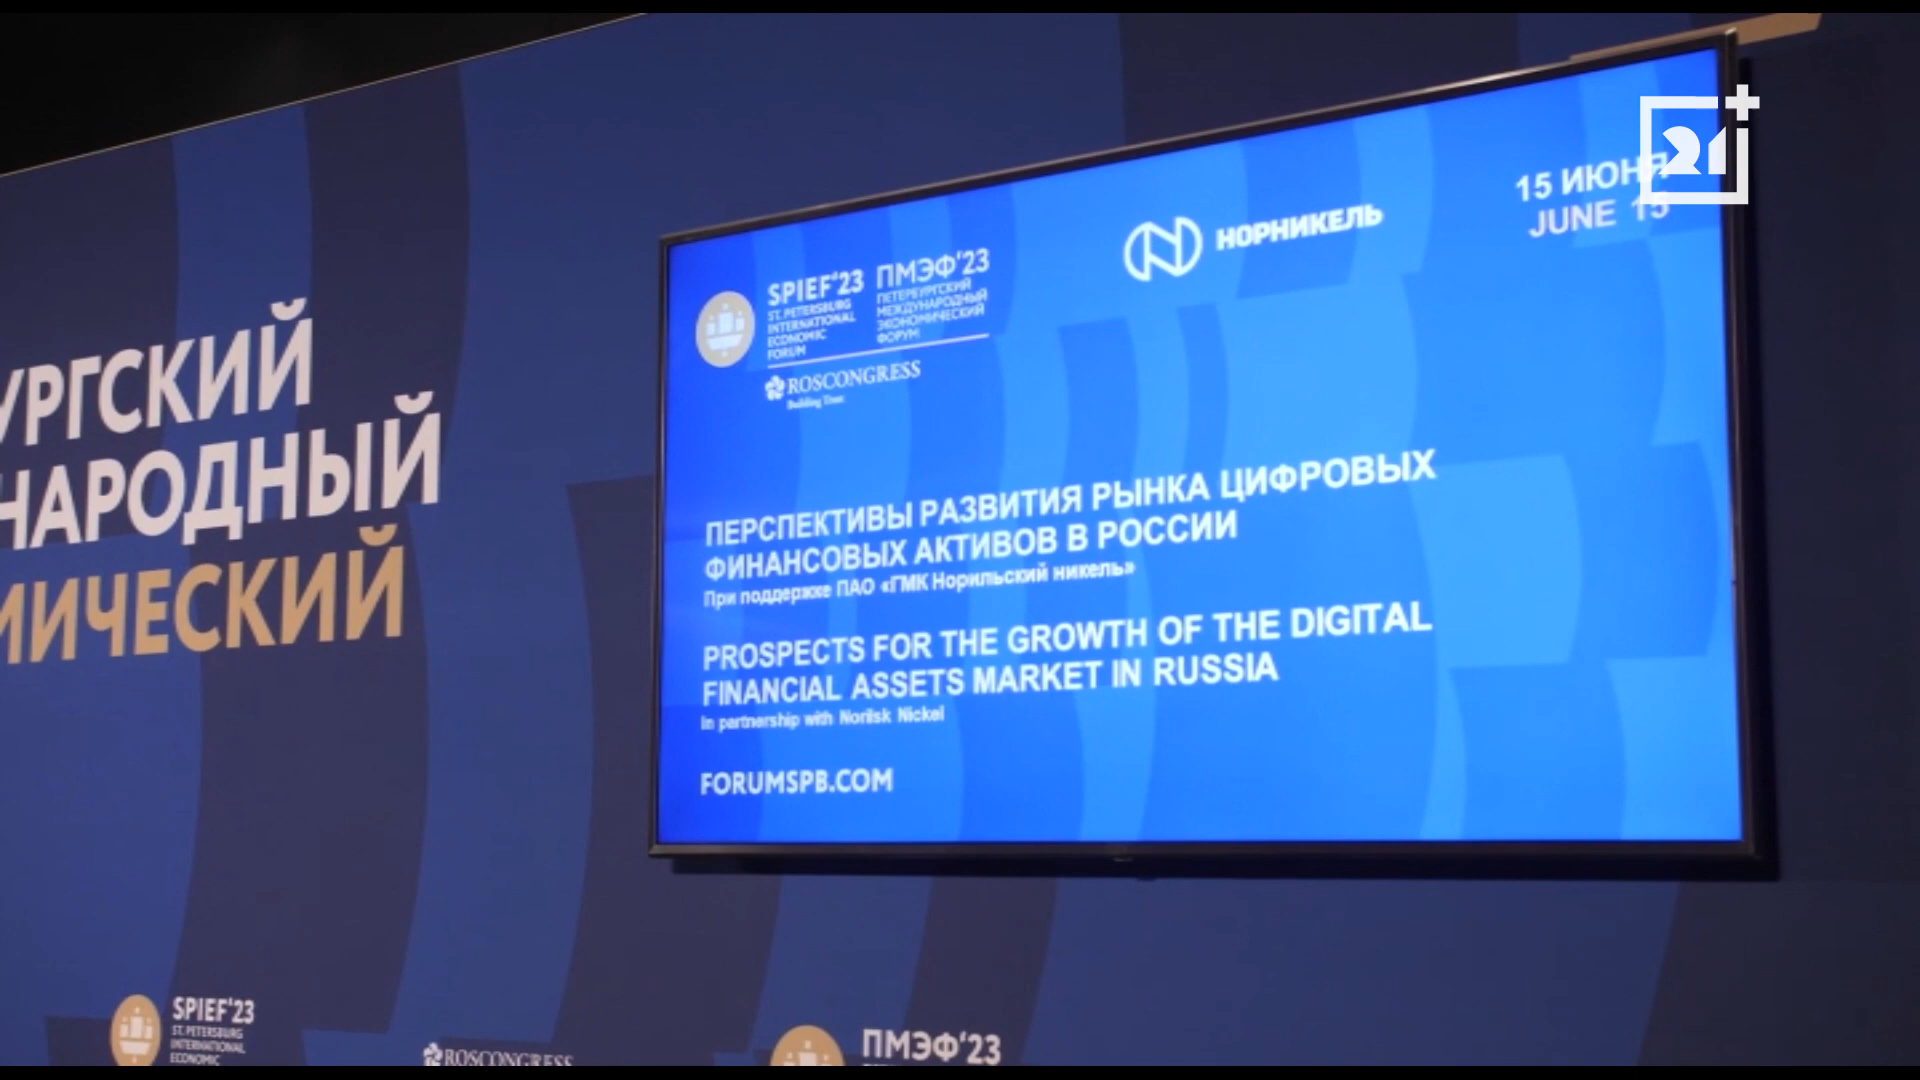 УРГСКИЙ
НАРОДНЫЙ
МИЧЕСКИЙ
SPIEF'23
ST. PETERSBURG
INTERNATIONAL
ECONOMIC
FORUM
ПМЭФ'23
ПЕТЕРБУРГСКИЙ
МЕЖДУНАРОДНЫЙ
ЭКОНОМИЧЕСКИЙ
ФОРУМ
ROSCONGRESS
Building Trust
НОРНИКЕЛЬ
15 ИЮНЯ
JUNE 15
21+
ПЕРСПЕКТИВЫ РАЗВИТИЯ РЫНКА ЦИФРОВЫХ
ФИНАНСОВЫХ АКТИВОВ В РОССИИ
При поддержке ПАО «ГМК Норильский никель»
PROSPECTS FOR THE GROWTH OF THE DIGITAL
FINANCIAL ASSETS MARKET IN RUSSIA
In partnership with Norilsk Nickel
FORUMSPB.COM
SPIEF'23
ST. PETERSBURG
INTERNATIONAL
ECONOMIC
ROSCONGRESS
ПМЭФ'23